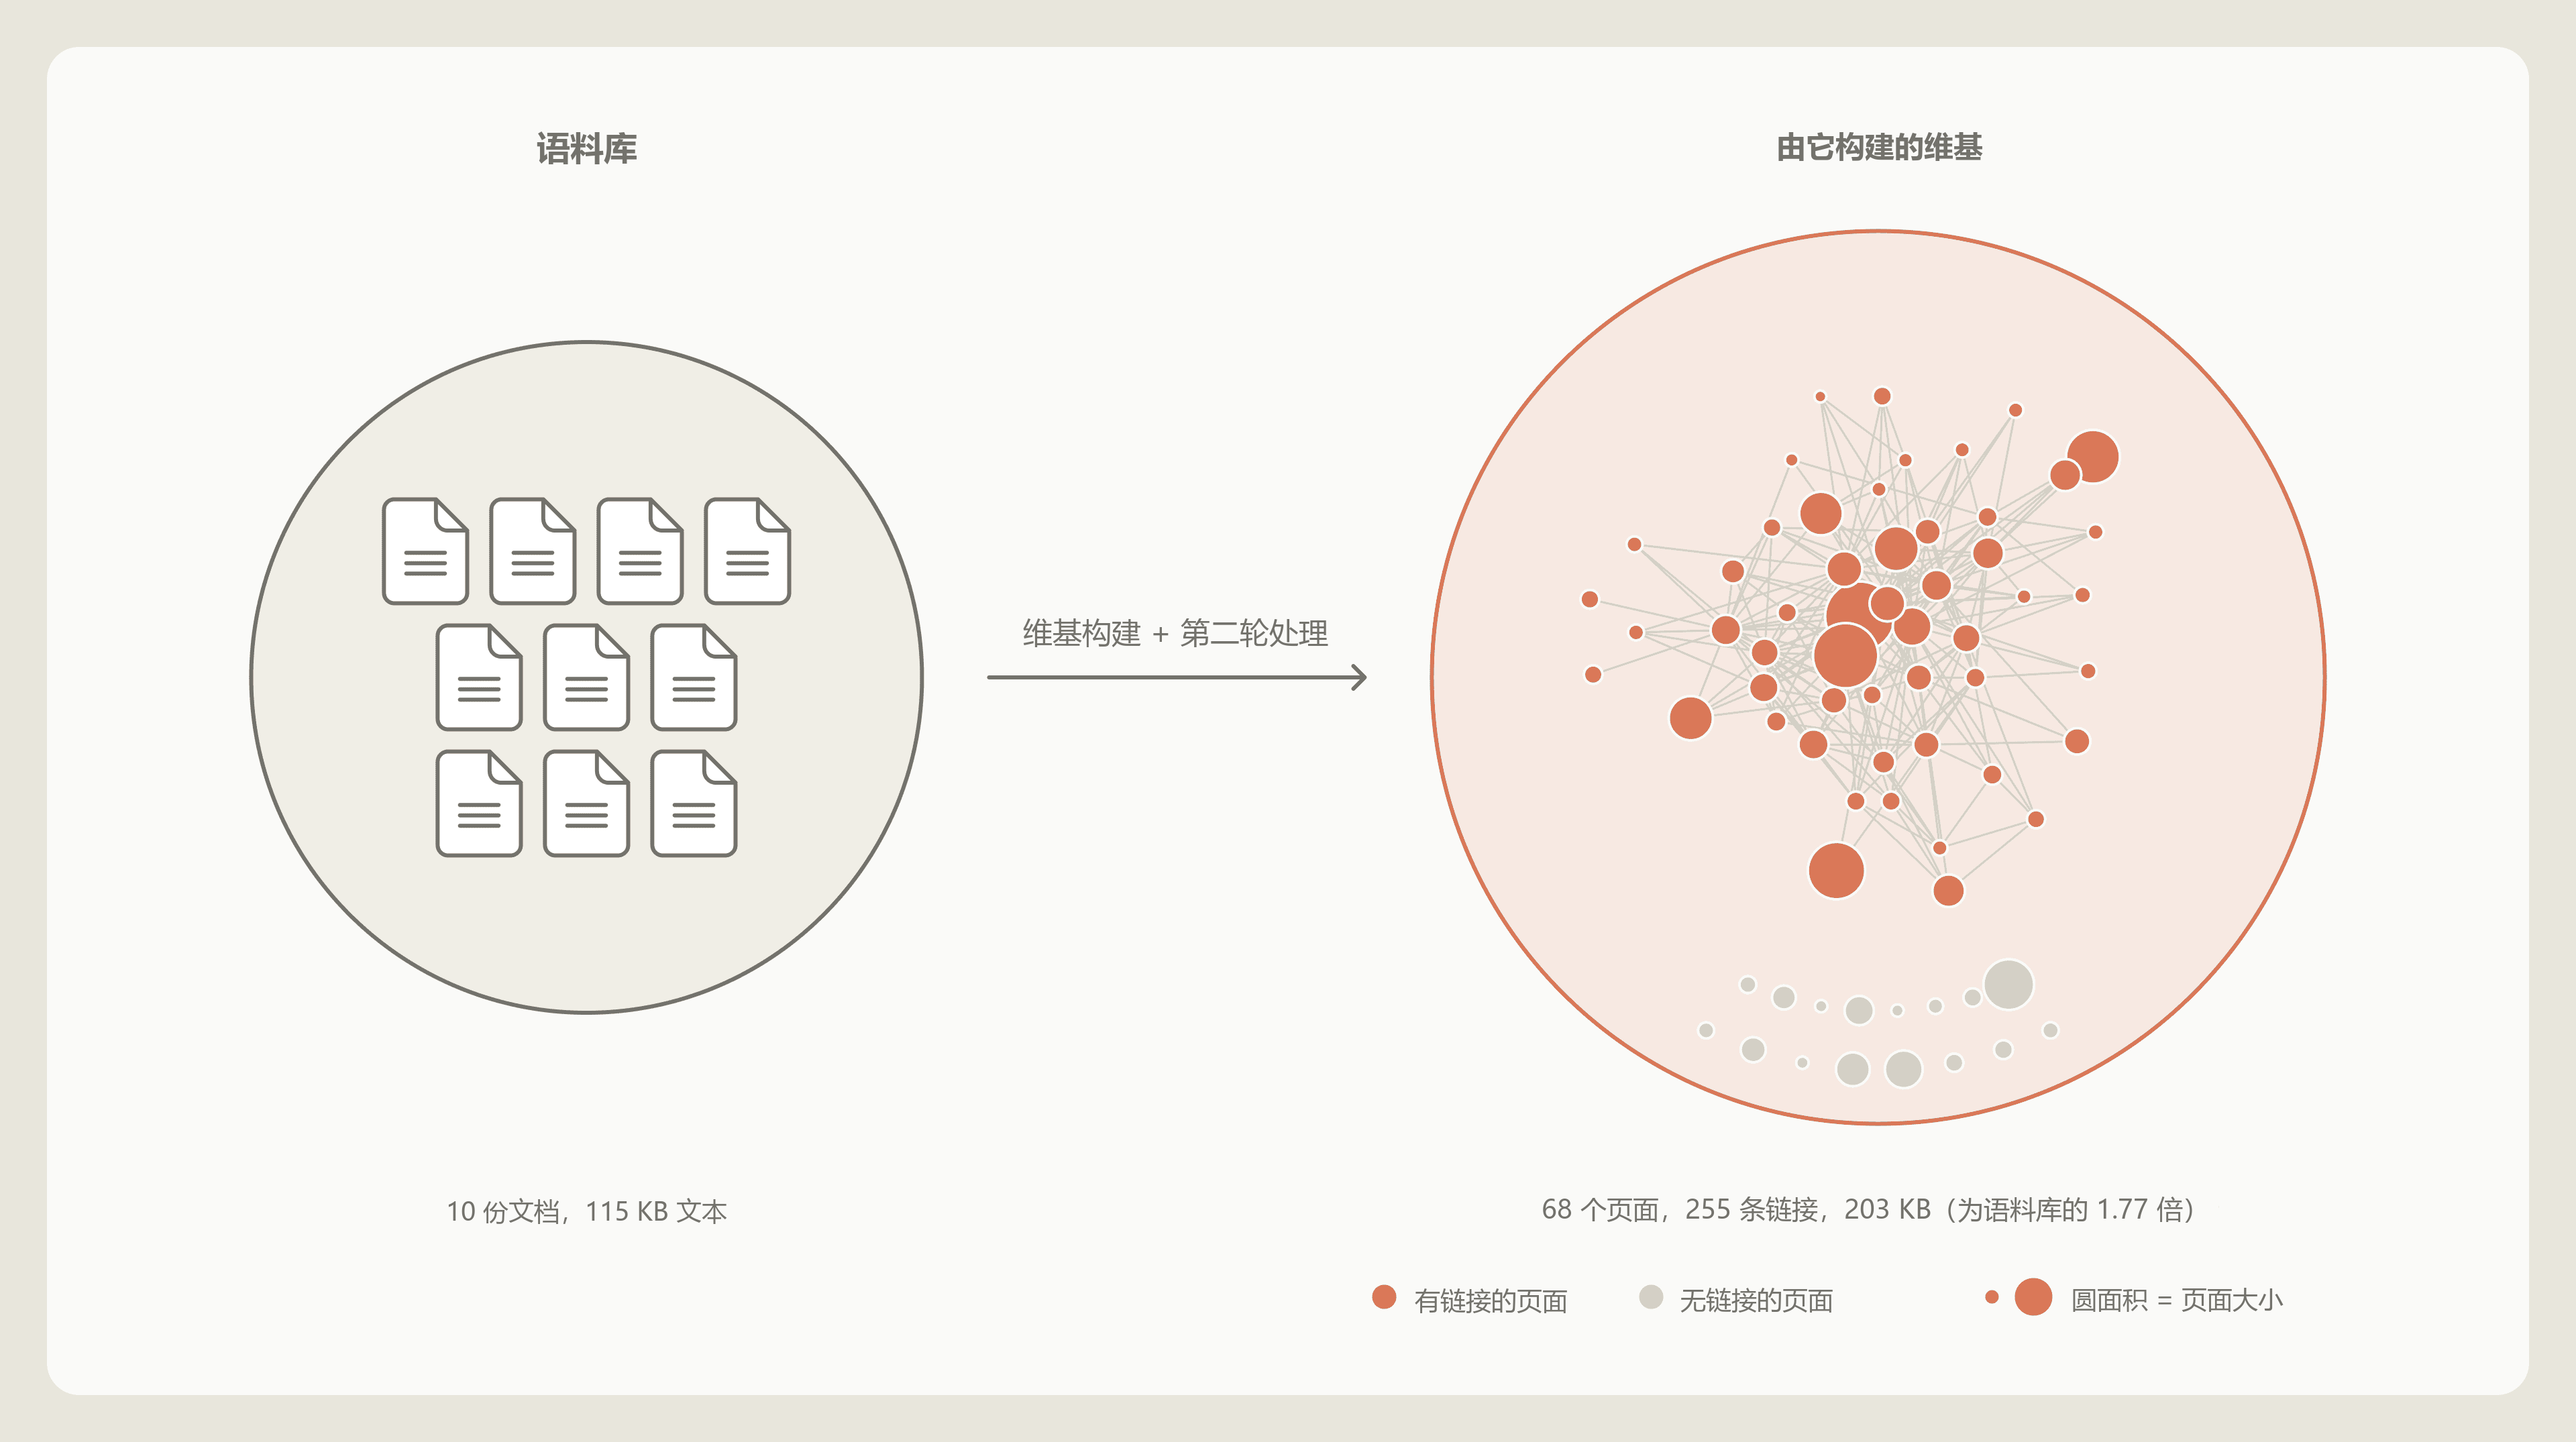 语料库
由它构建的维基
维基构建 + 第二轮处理
10 份文档，115 KB 文本
68 个页面，255 条链接，203 KB（为语料库的 1.77 倍）
有链接的页面
无链接的页面
圆面积 = 页面大小